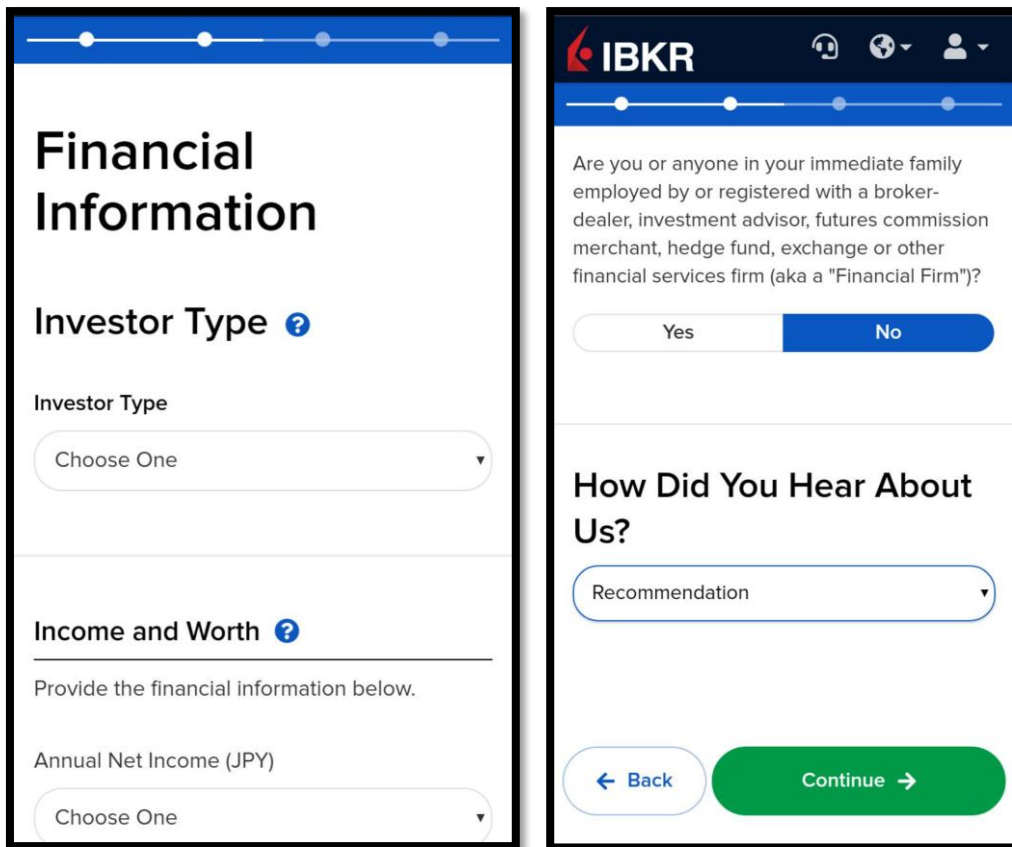 Financial
Information
Investor Type
Investor Type
Choose One
Income and Worth
Provide the financial information below.
Annual Net Income (JPY)
Choose One
IBKR
Are you or anyone in your immediate family
employed by or registered with a broker-
dealer, investment advisor, futures commission
merchant, hedge fund, exchange or other
financial services firm (aka a "Financial Firm")?
Yes
No
How Did You Hear About
Us?
Recommendation
← Back
Continue →